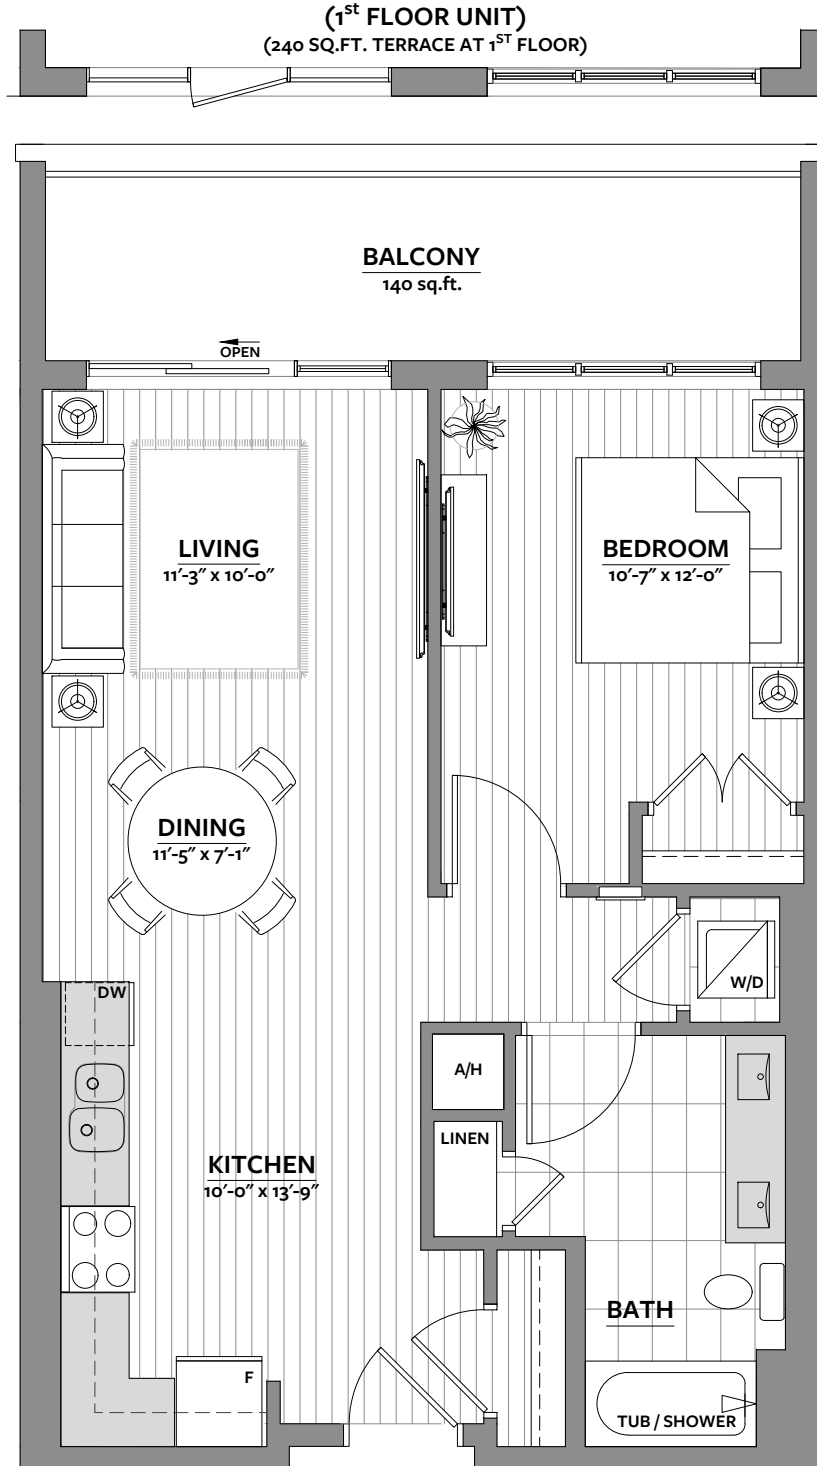 (1st FLOOR UNIT)
(240 SQ.FT. TERRACE AT 1ST FLOOR)
BALCONY
140 sq.ft.
OPEN
LIVING
11'-3" x 10'-0"
BEDROOM
10'-7" x 12'-0"
DINING
11'-5" x 7'-1"
DW
W/D
A/H
LINEN
KITCHEN
10'-0" x 13'-9"
BATH
F
TUB / SHOWER